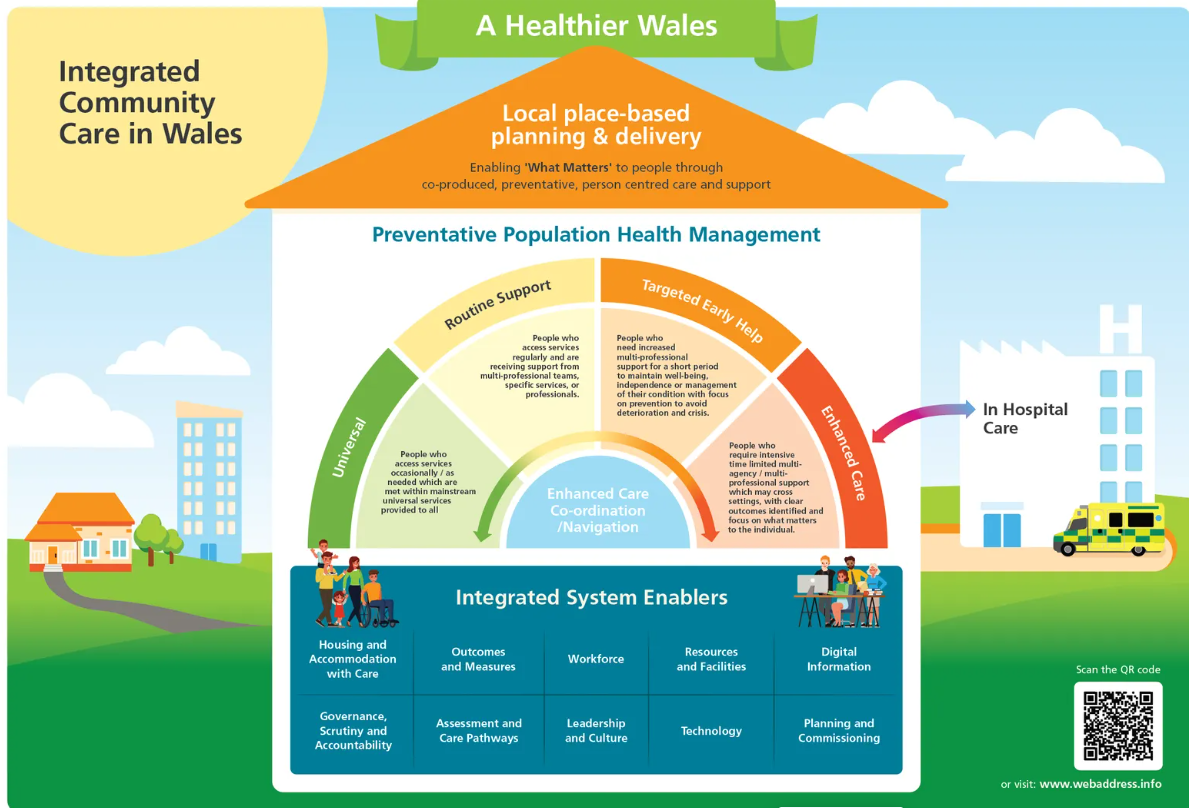 A Healthier Wales
Integrated
Community
Care in Wales
Local place-based
planning & delivery
Enabling 'What Matters' to people through
co-produced, preventative, person centred care and support
Preventative Population Health Management
Universal
People who
access services
occasionally / as
needed which are
met within mainstream
universal services
provided to all
Routine Support
People who
access services
regularly and are
receiving support from
multi-professional teams,
specific services, or
professionals.
Targeted Early Help
People who
need increased
multi-professional
support for a short period
to maintain well-being,
independence or management
of their condition with focus
on prevention to avoid
deterioration and crisis.
Enhanced Care
People who
require intensive
time limited multi-
agency / multi-
professional support
which may cross
settings, with clear
outcomes identified and
focus on what matters
to the individual.
Enhanced Care
Co-ordination
/Navigation
H
In Hospital
Care
Integrated System Enablers
Housing and
Accommodation
with Care
Outcomes
and Measures
Workforce
Resources
and Facilities
Digital
Information
Governance,
Scrutiny and
Accountability
Assessment and
Care Pathways
Leadership
and Culture
Technology
Planning and
Commissioning
Scan the QR code
or visit: www.webaddress.info